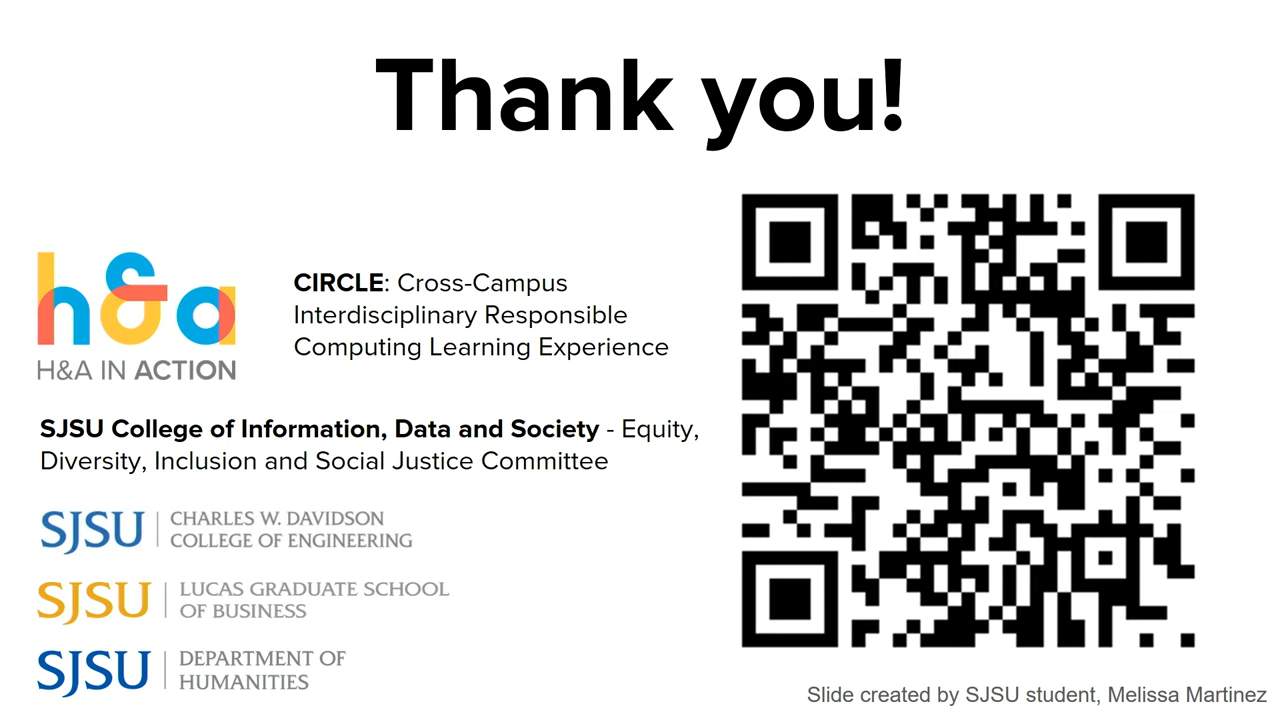 Thank you!
h&a
H&A IN ACTION
CIRCLE: Cross-Campus
Interdisciplinary Responsible
Computing Learning Experience
SJSU College of Information, Data and Society - Equity,
Diversity, Inclusion and Social Justice Committee
SJSU | CHARLES W. DAVIDSON
COLLEGE OF ENGINEERING
SJSU | LUCAS GRADUATE SCHOOL
OF BUSINESS
SJSU | DEPARTMENT OF
HUMANITIES
Slide created by SJSU student, Melissa Martinez